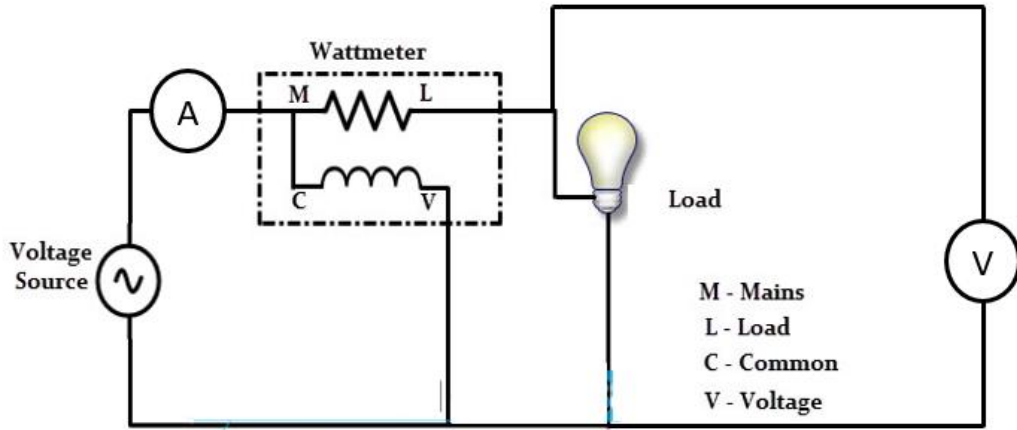 Wattmeter
M
L
A
C
V
Load
Voltage
Source
V
M - Mains
L - Load
C - Common
V - Voltage